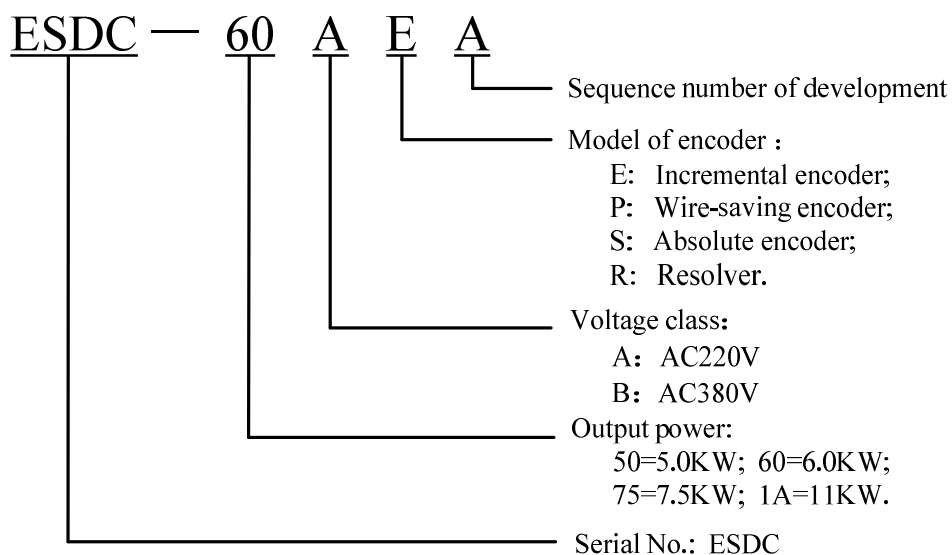 ESDC — 60 A E A
Sequence number of development
Model of encoder：
E: Incremental encoder;
P: Wire-saving encoder;
S: Absolute encoder;
R: Resolver.
Voltage class:
A: AC220V
B: AC380V
Output power:
50=5.0KW; 60=6.0KW;
75=7.5KW; 1A=11KW.
Serial No.: ESDC